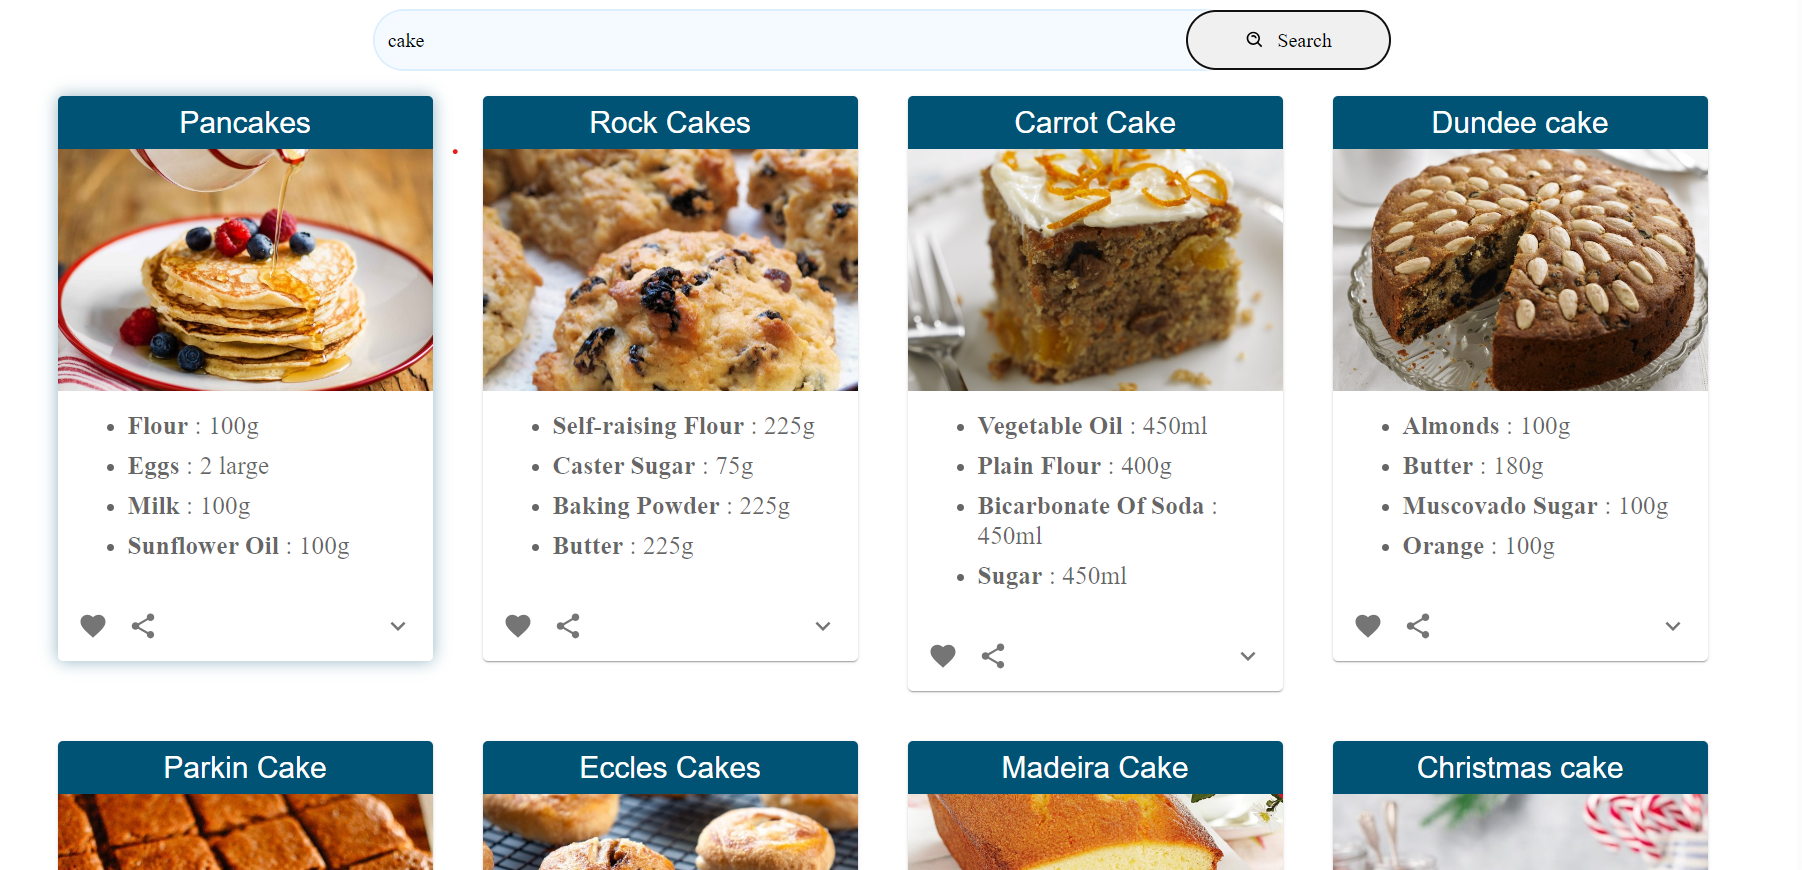 cake
Search
Pancakes
Rock Cakes
Carrot Cake
Dundee cake
Flour : 100g
Eggs : 2 large
Milk : 100g
Sunflower Oil : 100g
Self-raising Flour : 225g
Caster Sugar : 75g
Baking Powder : 225g
Butter : 225g
Vegetable Oil : 450ml
Plain Flour : 400g
Bicarbonate Of Soda :
450ml
Sugar : 450ml
Almonds : 100g
Butter : 180g
Muscovado Sugar : 100g
Orange : 100g
Parkin Cake
Eccles Cakes
Madeira Cake
Christmas cake